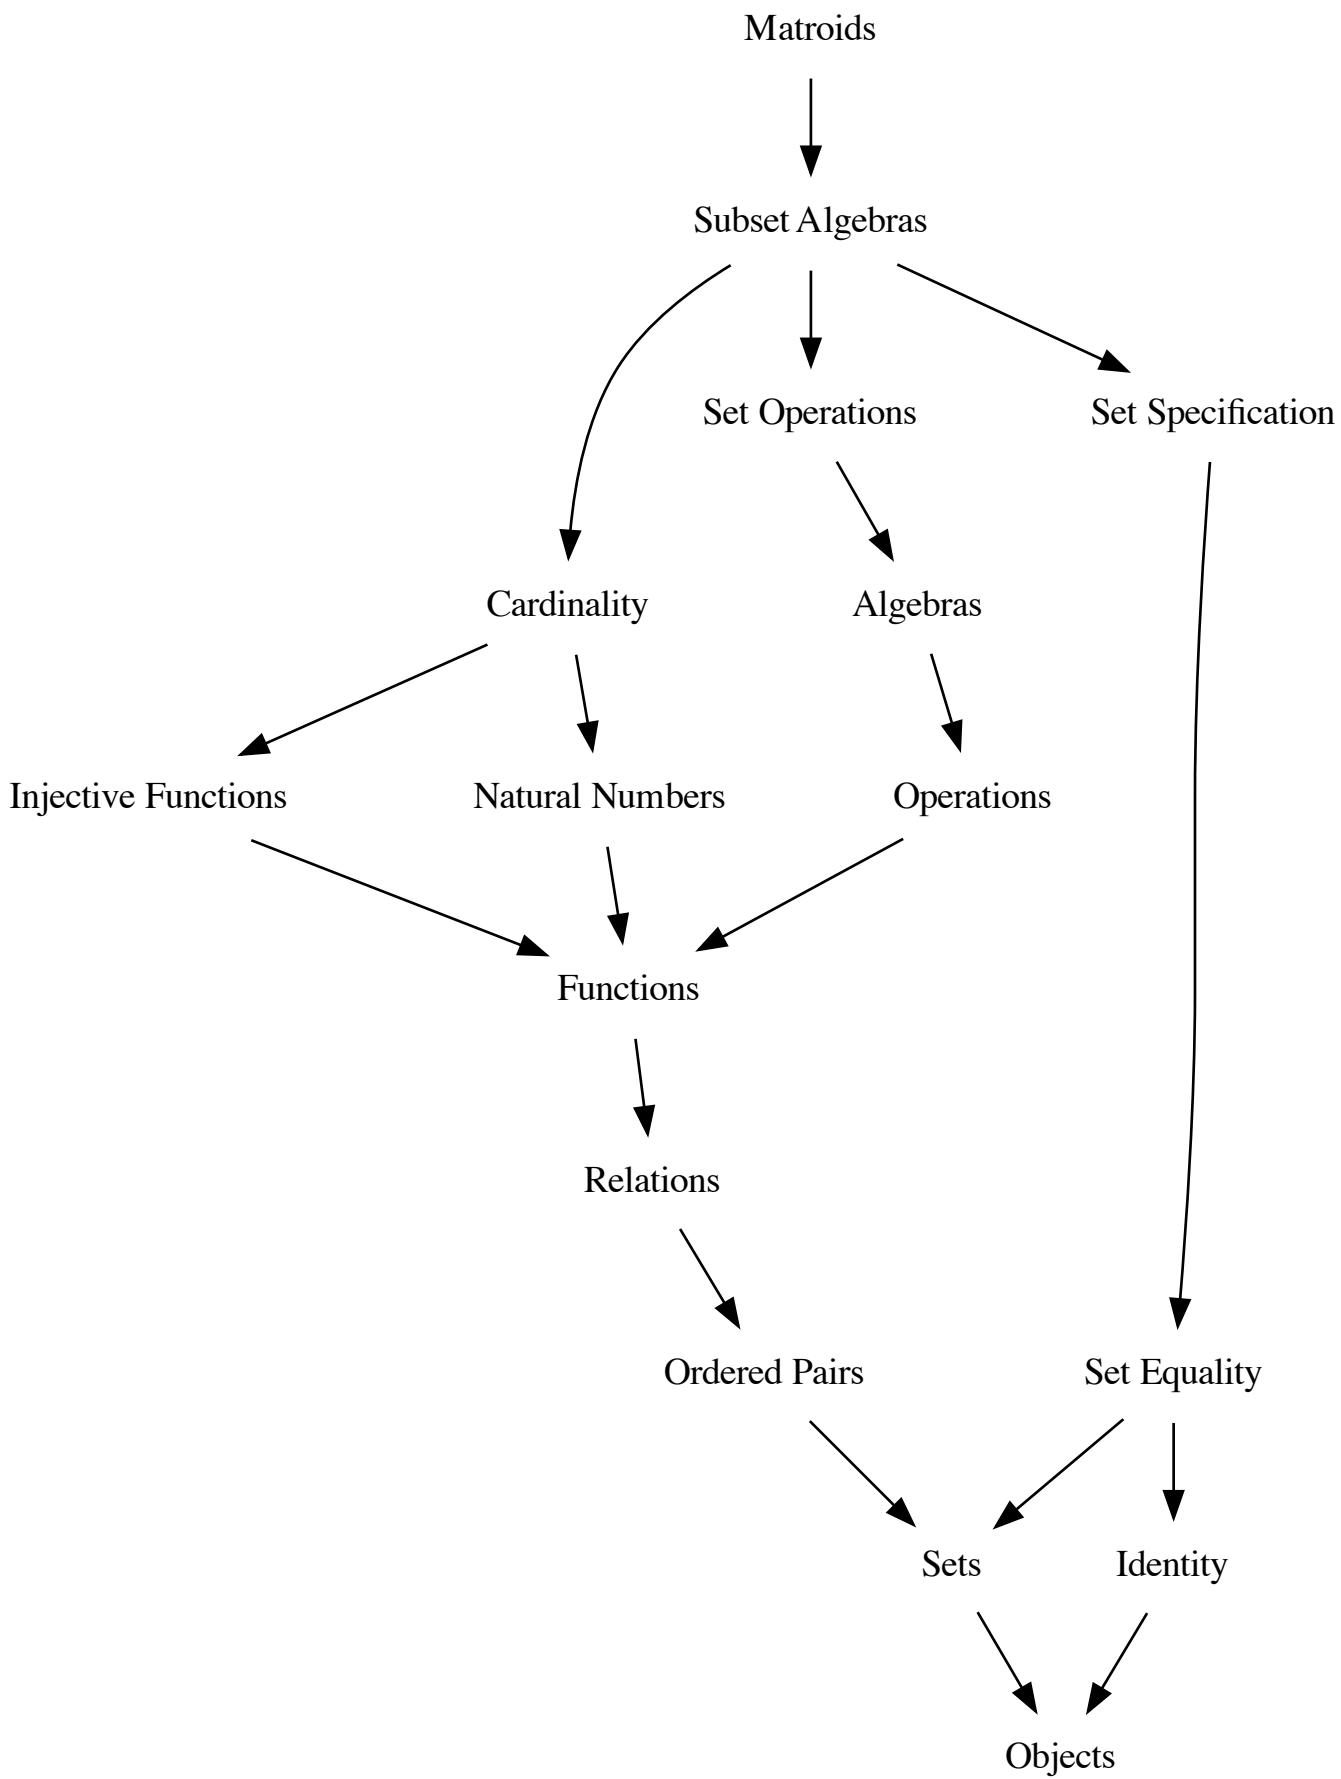 Matroids
Subset Algebras
Set Operations
Set Specification
Cardinality
Algebras
Injective Functions
Natural Numbers
Operations
Functions
Relations
Ordered Pairs
Set Equality
Sets
Identity
Objects